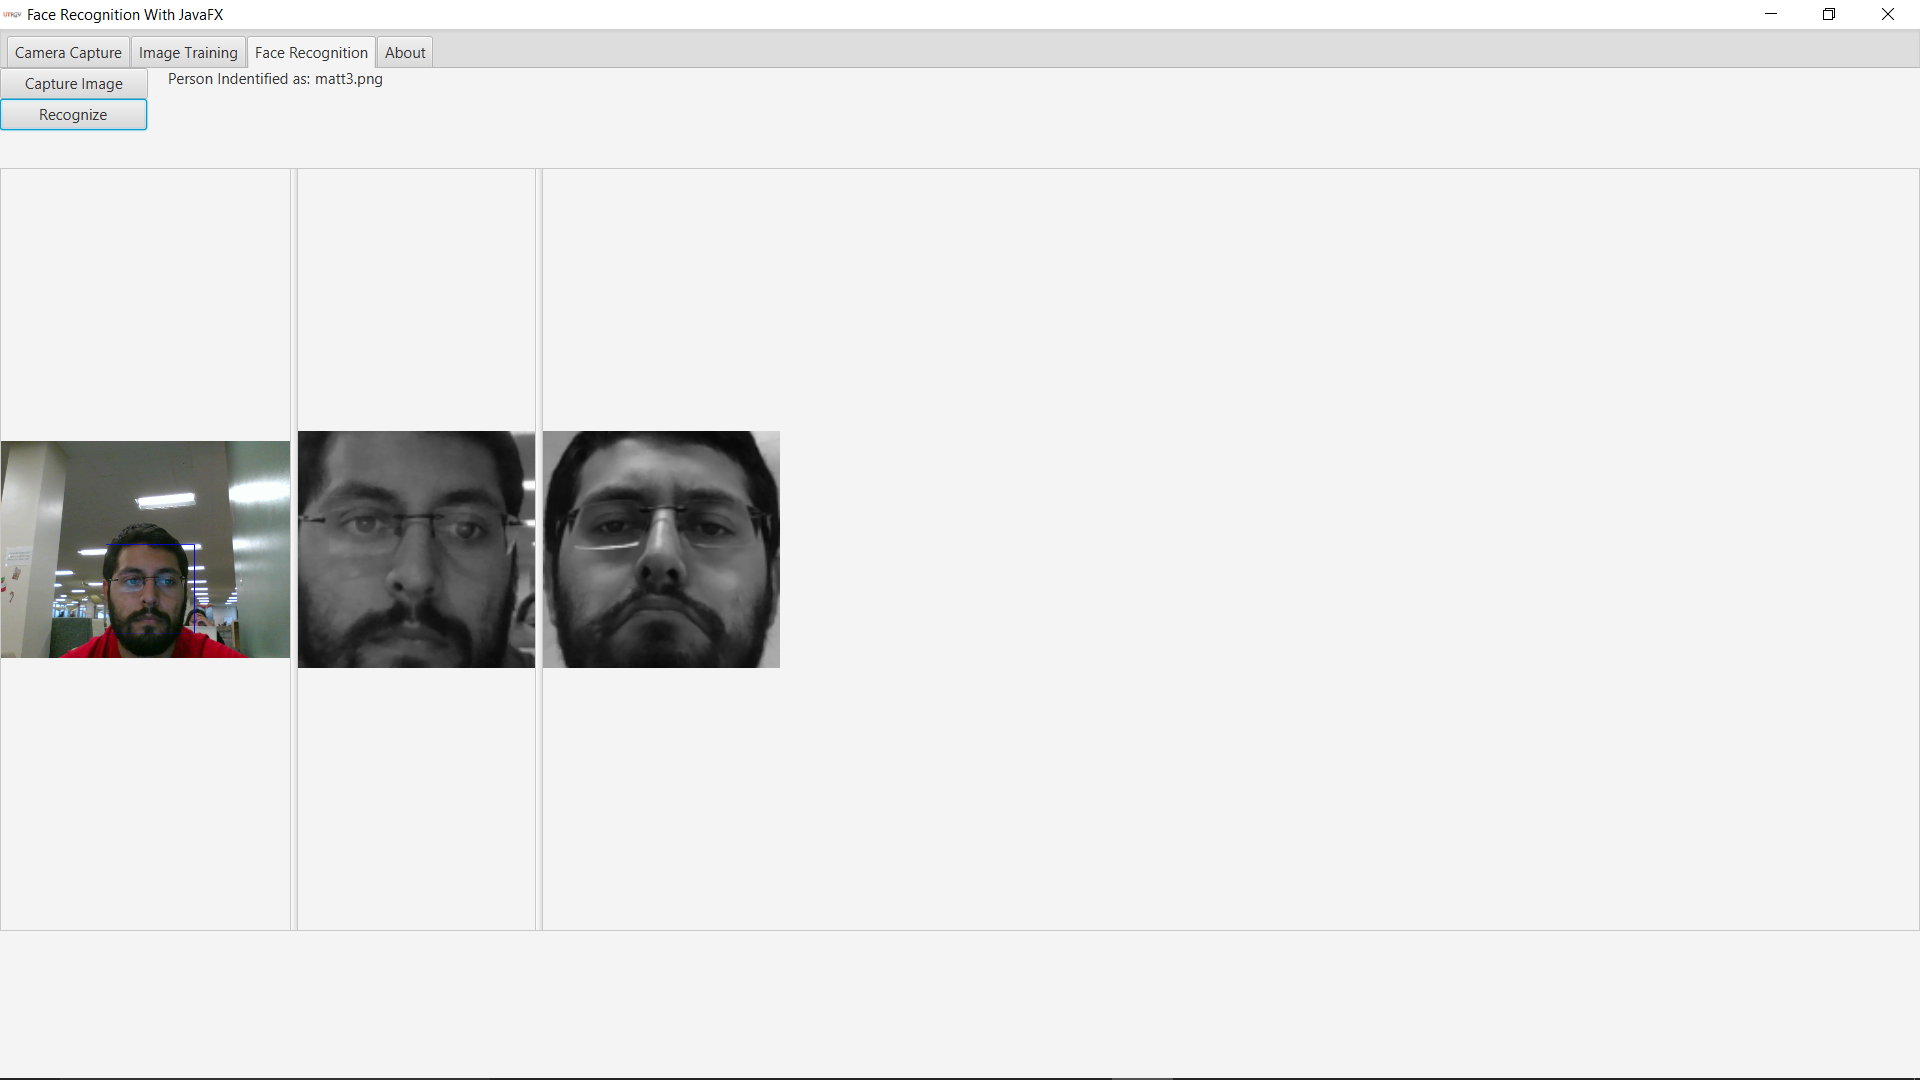 UTRGV Face Recognition With JavaFX
Camera Capture Image Training Face Recognition About
Capture Image
Person Indentified as: matt3.png
Recognize